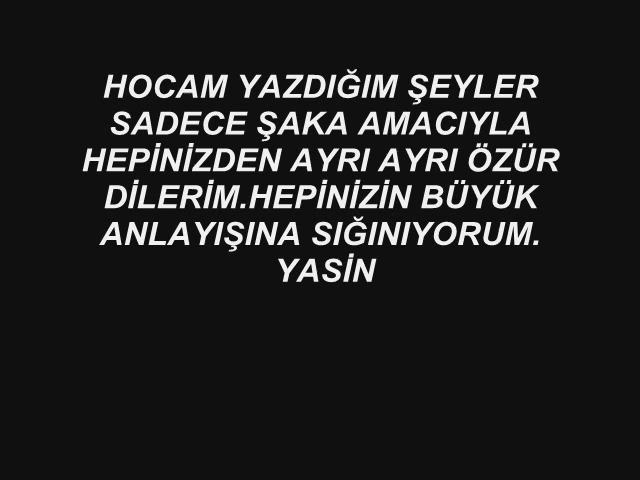 HOCAM YAZDIĞIM ŞEYLER
SADECE ŞAKA AMACIYLA
HEPİNİZDEN AYRI AYRI ÖZÜR
DİLERİM.HEPİNİZİN BÜYÜK
ANLAYIŞINA SIĞINIYORUM.
YASİN